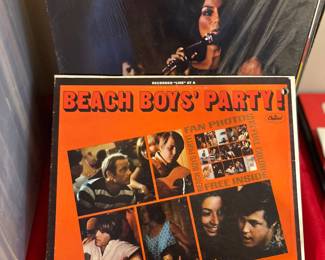 RECORDED "LIVE" AT A
BEACH BOYS' PARTY!
Capitol
FAN PHOTOS
FREE INSIDE